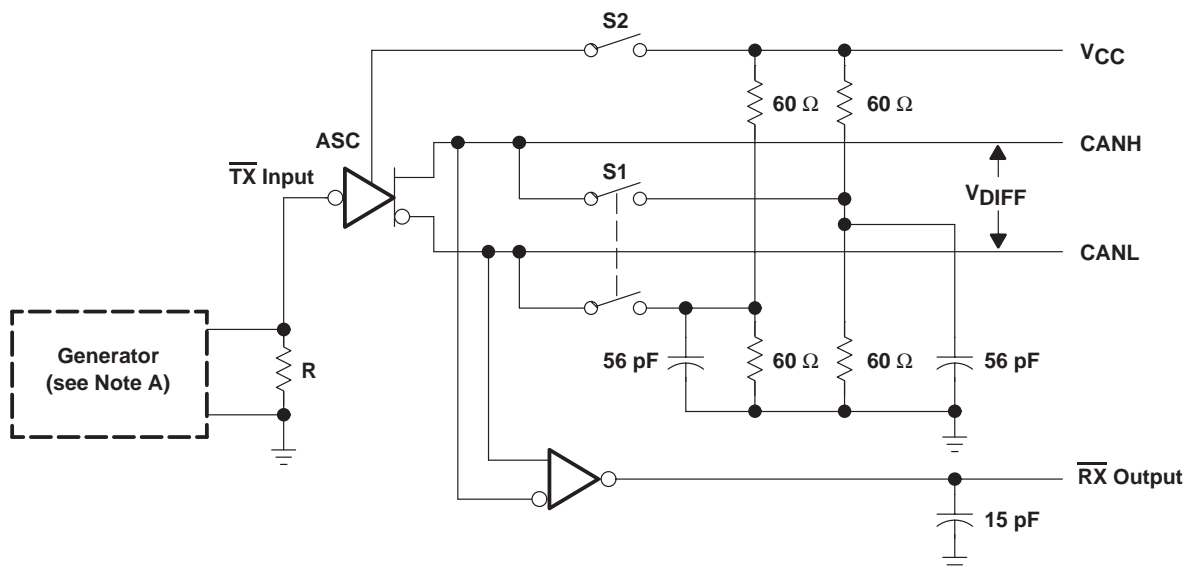 S2
VCC
60 Ω
60 Ω
ASC
CANH
TX Input
S1
VDIFF
CANL
Generator
(see Note A)
R
56 pF
60 Ω
60 Ω
56 pF
RX Output
15 pF